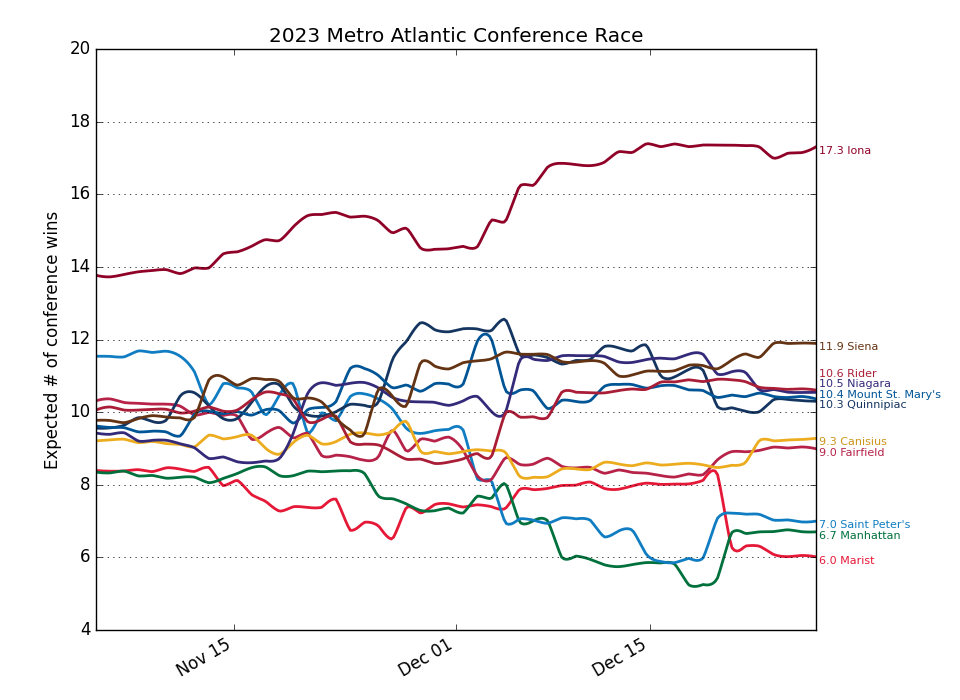 2023 Metro Atlantic Conference Race
Expected # of conference wins
20
18
16
14
12
10
8
6
4
Nov 15
Dec 01
Dec 15
17.3 Iona
11.9 Siena
10.6 Rider
10.5 Niagara
10.4 Mount St. Mary's
10.3 Quinnipiac
9.3 Canisius
9.0 Fairfield
7.0 Saint Peter's
6.7 Manhattan
6.0 Marist